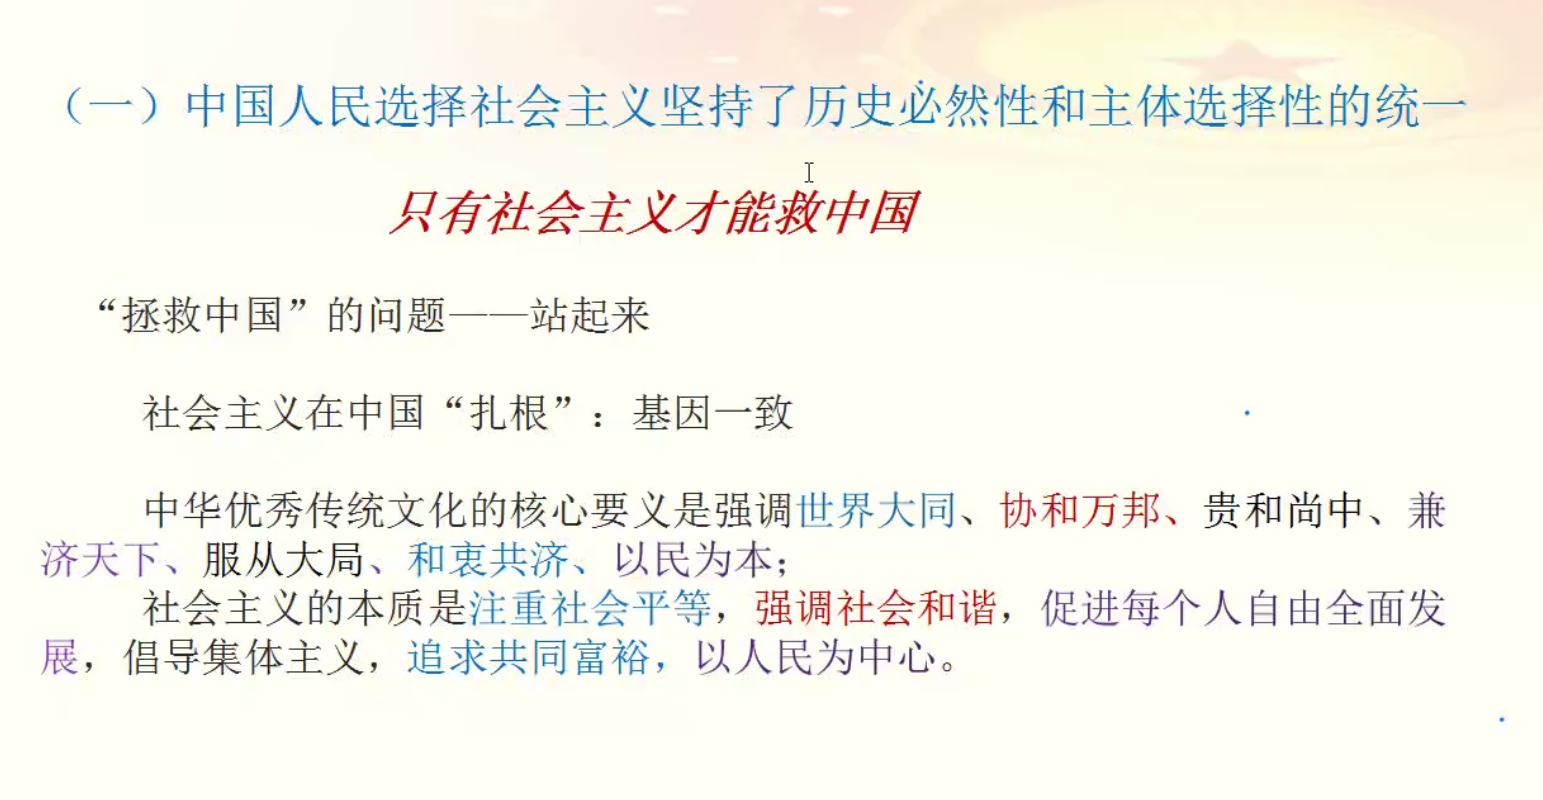 （一）中国人民选择社会主义坚持了历史必然性和主体选择性的统一
只有社会主义才能救中国
“拯救中国”的问题——站起来
社会主义在中国“扎根”：基因一致
中华优秀传统文化的核心要义是强调世界大同、协和万邦、贵和尚中、兼
济天下、服从大局、和衷共济、以民为本；
社会主义的本质是注重社会平等，强调社会和谐，促进每个人自由全面发
展，倡导集体主义，追求共同富裕，以人民为中心。